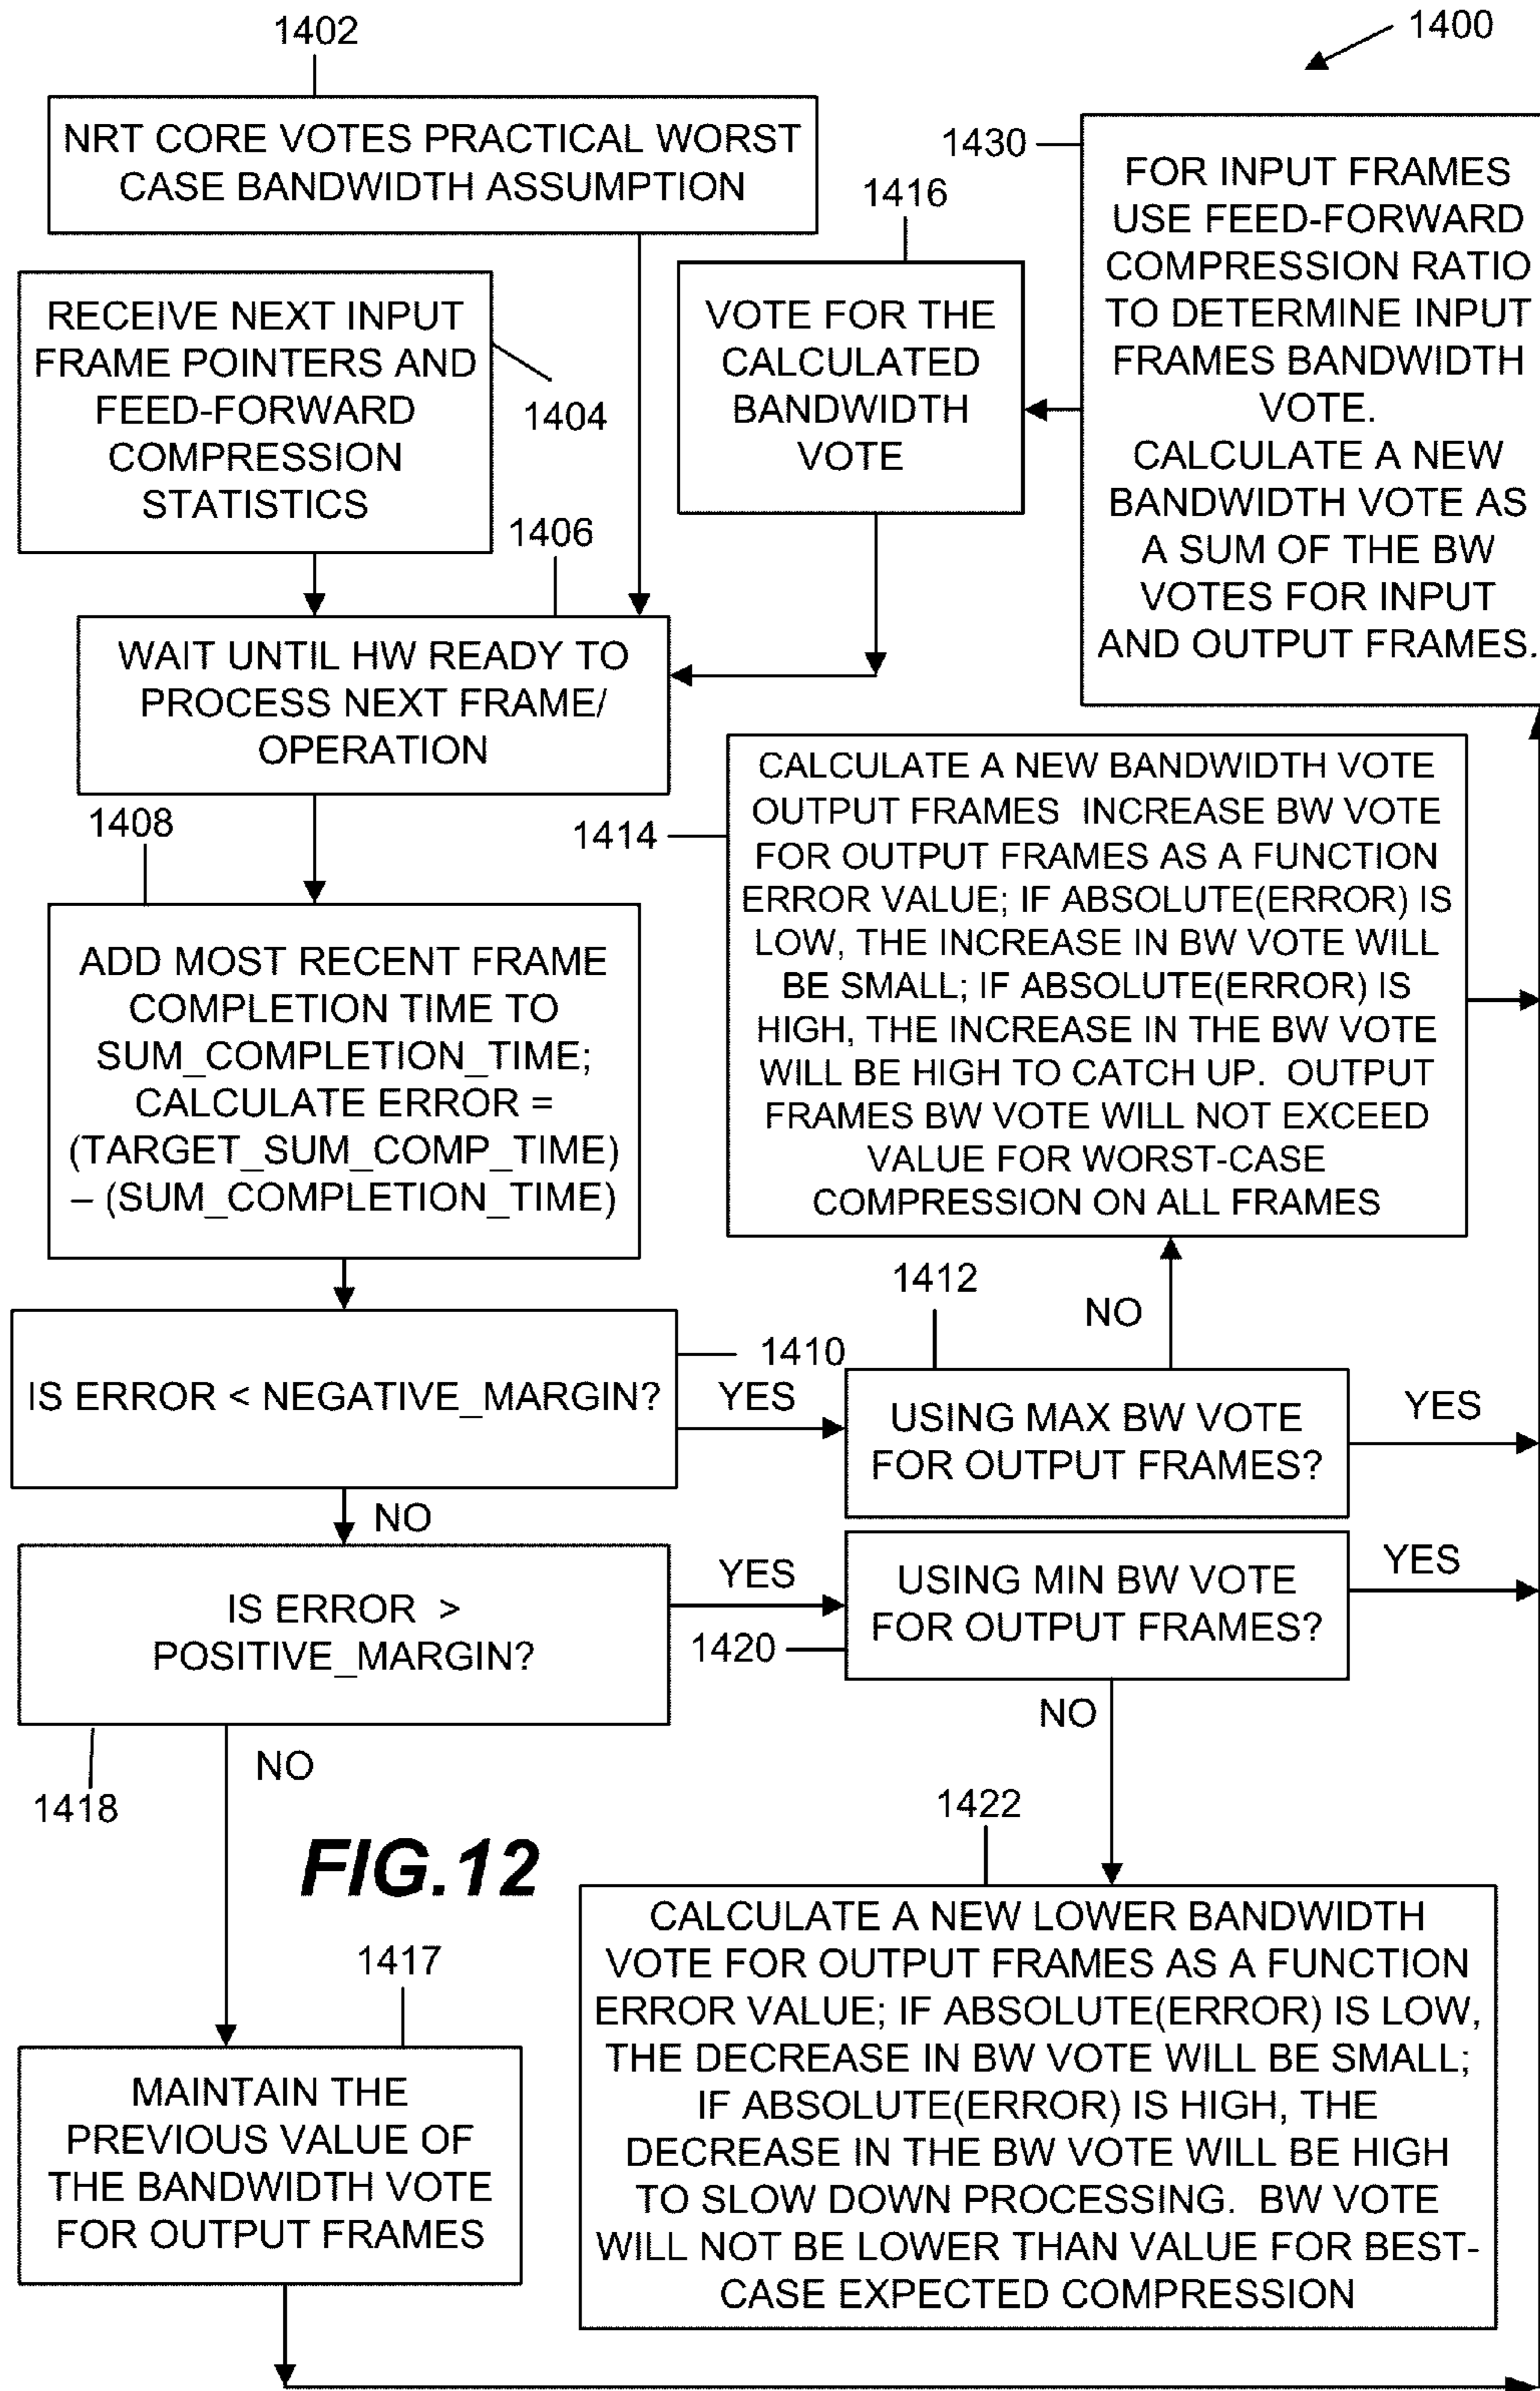 1402
1400
NRT CORE VOTES PRACTICAL WORST
CASE BANDWIDTH ASSUMPTION
1430
FOR INPUT FRAMES
USE FEED-FORWARD
COMPRESSION RATIO
TO DETERMINE INPUT
FRAMES BANDWIDTH
VOTE.
CALCULATE A NEW
BANDWIDTH VOTE AS
A SUM OF THE BW
VOTES FOR INPUT
AND OUTPUT FRAMES.
1416
VOTE FOR THE
CALCULATED
BANDWIDTH
VOTE
RECEIVE NEXT INPUT
FRAME POINTERS AND
FEED-FORWARD
COMPRESSION
STATISTICS
1404
1406
WAIT UNTIL HW READY TO
PROCESS NEXT FRAME/
OPERATION
1408
1414
CALCULATE A NEW BANDWIDTH VOTE
OUTPUT FRAMES INCREASE BW VOTE
FOR OUTPUT FRAMES AS A FUNCTION
ERROR VALUE; IF ABSOLUTE(ERROR) IS
LOW, THE INCREASE IN BW VOTE WILL
BE SMALL; IF ABSOLUTE(ERROR) IS
HIGH, THE INCREASE IN THE BW VOTE
WILL BE HIGH TO CATCH UP. OUTPUT
FRAMES BW VOTE WILL NOT EXCEED
VALUE FOR WORST-CASE
COMPRESSION ON ALL FRAMES
ADD MOST RECENT FRAME
COMPLETION TIME TO
SUM_COMPLETION_TIME;
CALCULATE ERROR =
(TARGET_SUM_COMP_TIME)
– (SUM_COMPLETION_TIME)
1412
NO
1410
IS ERROR < NEGATIVE_MARGIN?
YES
USING MAX BW VOTE
FOR OUTPUT FRAMES?
YES
NO
IS ERROR >
POSITIVE_MARGIN?
YES
1420
USING MIN BW VOTE
FOR OUTPUT FRAMES?
YES
NO
NO
1418
1422
FIG.12
CALCULATE A NEW LOWER BANDWIDTH
VOTE FOR OUTPUT FRAMES AS A FUNCTION
ERROR VALUE; IF ABSOLUTE(ERROR) IS LOW,
THE DECREASE IN BW VOTE WILL BE SMALL;
IF ABSOLUTE(ERROR) IS HIGH, THE
DECREASE IN THE BW VOTE WILL BE HIGH
TO SLOW DOWN PROCESSING. BW VOTE
WILL NOT BE LOWER THAN VALUE FOR BEST-
CASE EXPECTED COMPRESSION
1417
MAINTAIN THE
PREVIOUS VALUE OF
THE BANDWIDTH VOTE
FOR OUTPUT FRAMES